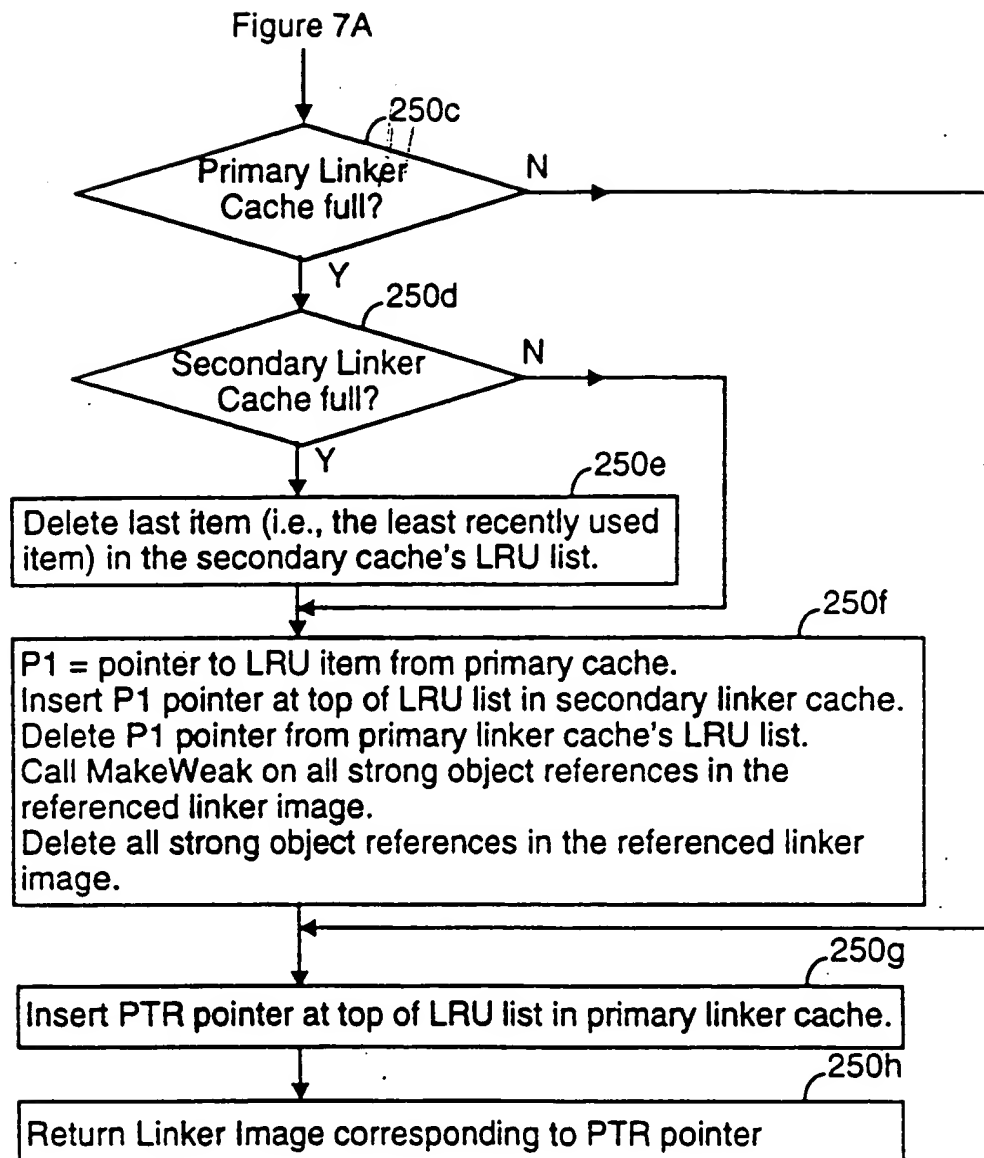 Figure 7A
250c
Primary Linker
Cache full?
N
Y
250d
Secondary Linker
Cache full?
N
Y
250e
Delete last item (i.e., the least recently used
item) in the secondary cache's LRU list.
250f
P1 = pointer to LRU item from primary cache.
Insert P1 pointer at top of LRU list in secondary linker cache.
Delete P1 pointer from primary linker cache's LRU list.
Call MakeWeak on all strong object references in the
referenced linker image.
Delete all strong object references in the referenced linker
image.
250g
Insert PTR pointer at top of LRU list in primary linker cache.
250h
Return Linker Image corresponding to PTR pointer